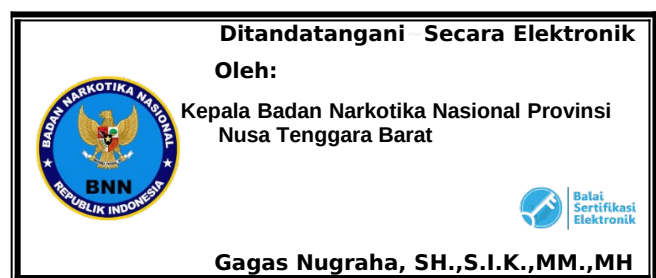 Ditandatangani Secara Elektronik
Oleh:
Kepala Badan Narkotika Nasional Provinsi
Nusa Tenggara Barat
BADAN NARKOTIKA NASIONAL
BNN
REPUBLIK INDONESIA
Balai
Sertifikasi
Elektronik
Gagas Nugraha, SH.,S.I.K.,MM.,MH